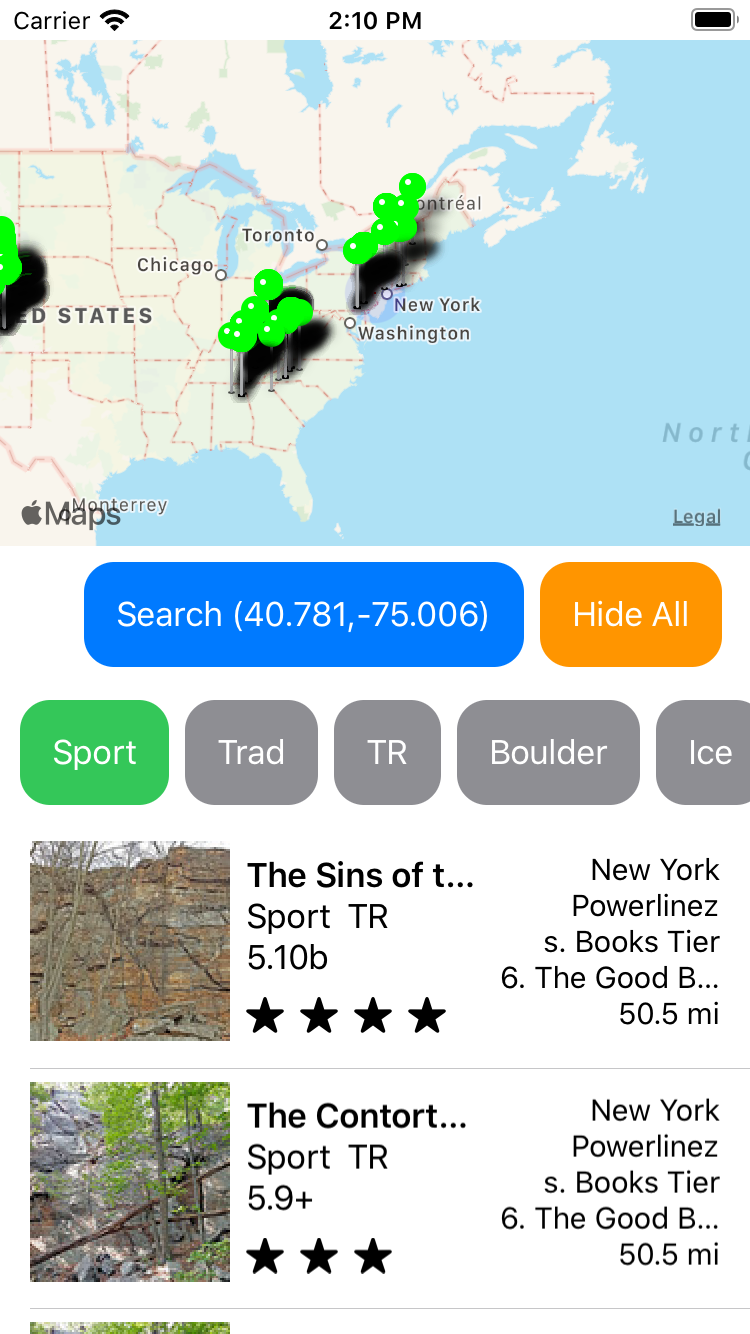 Carrier 2:10 PM
ontréal
Toronto
Chicago
ED STATES
New York
Washington
Nort
Monterrey
Maps
Legal
Search (40.781,-75.006) Hide All
Sport Trad TR Boulder Ice
The Sins of t...
Sport TR
5.10b
New York
Powerlinez
s. Books Tier
6. The Good B...
50.5 mi
The Contort...
Sport TR
5.9+
New York
Powerlinez
s. Books Tier
6. The Good B...
50.5 mi